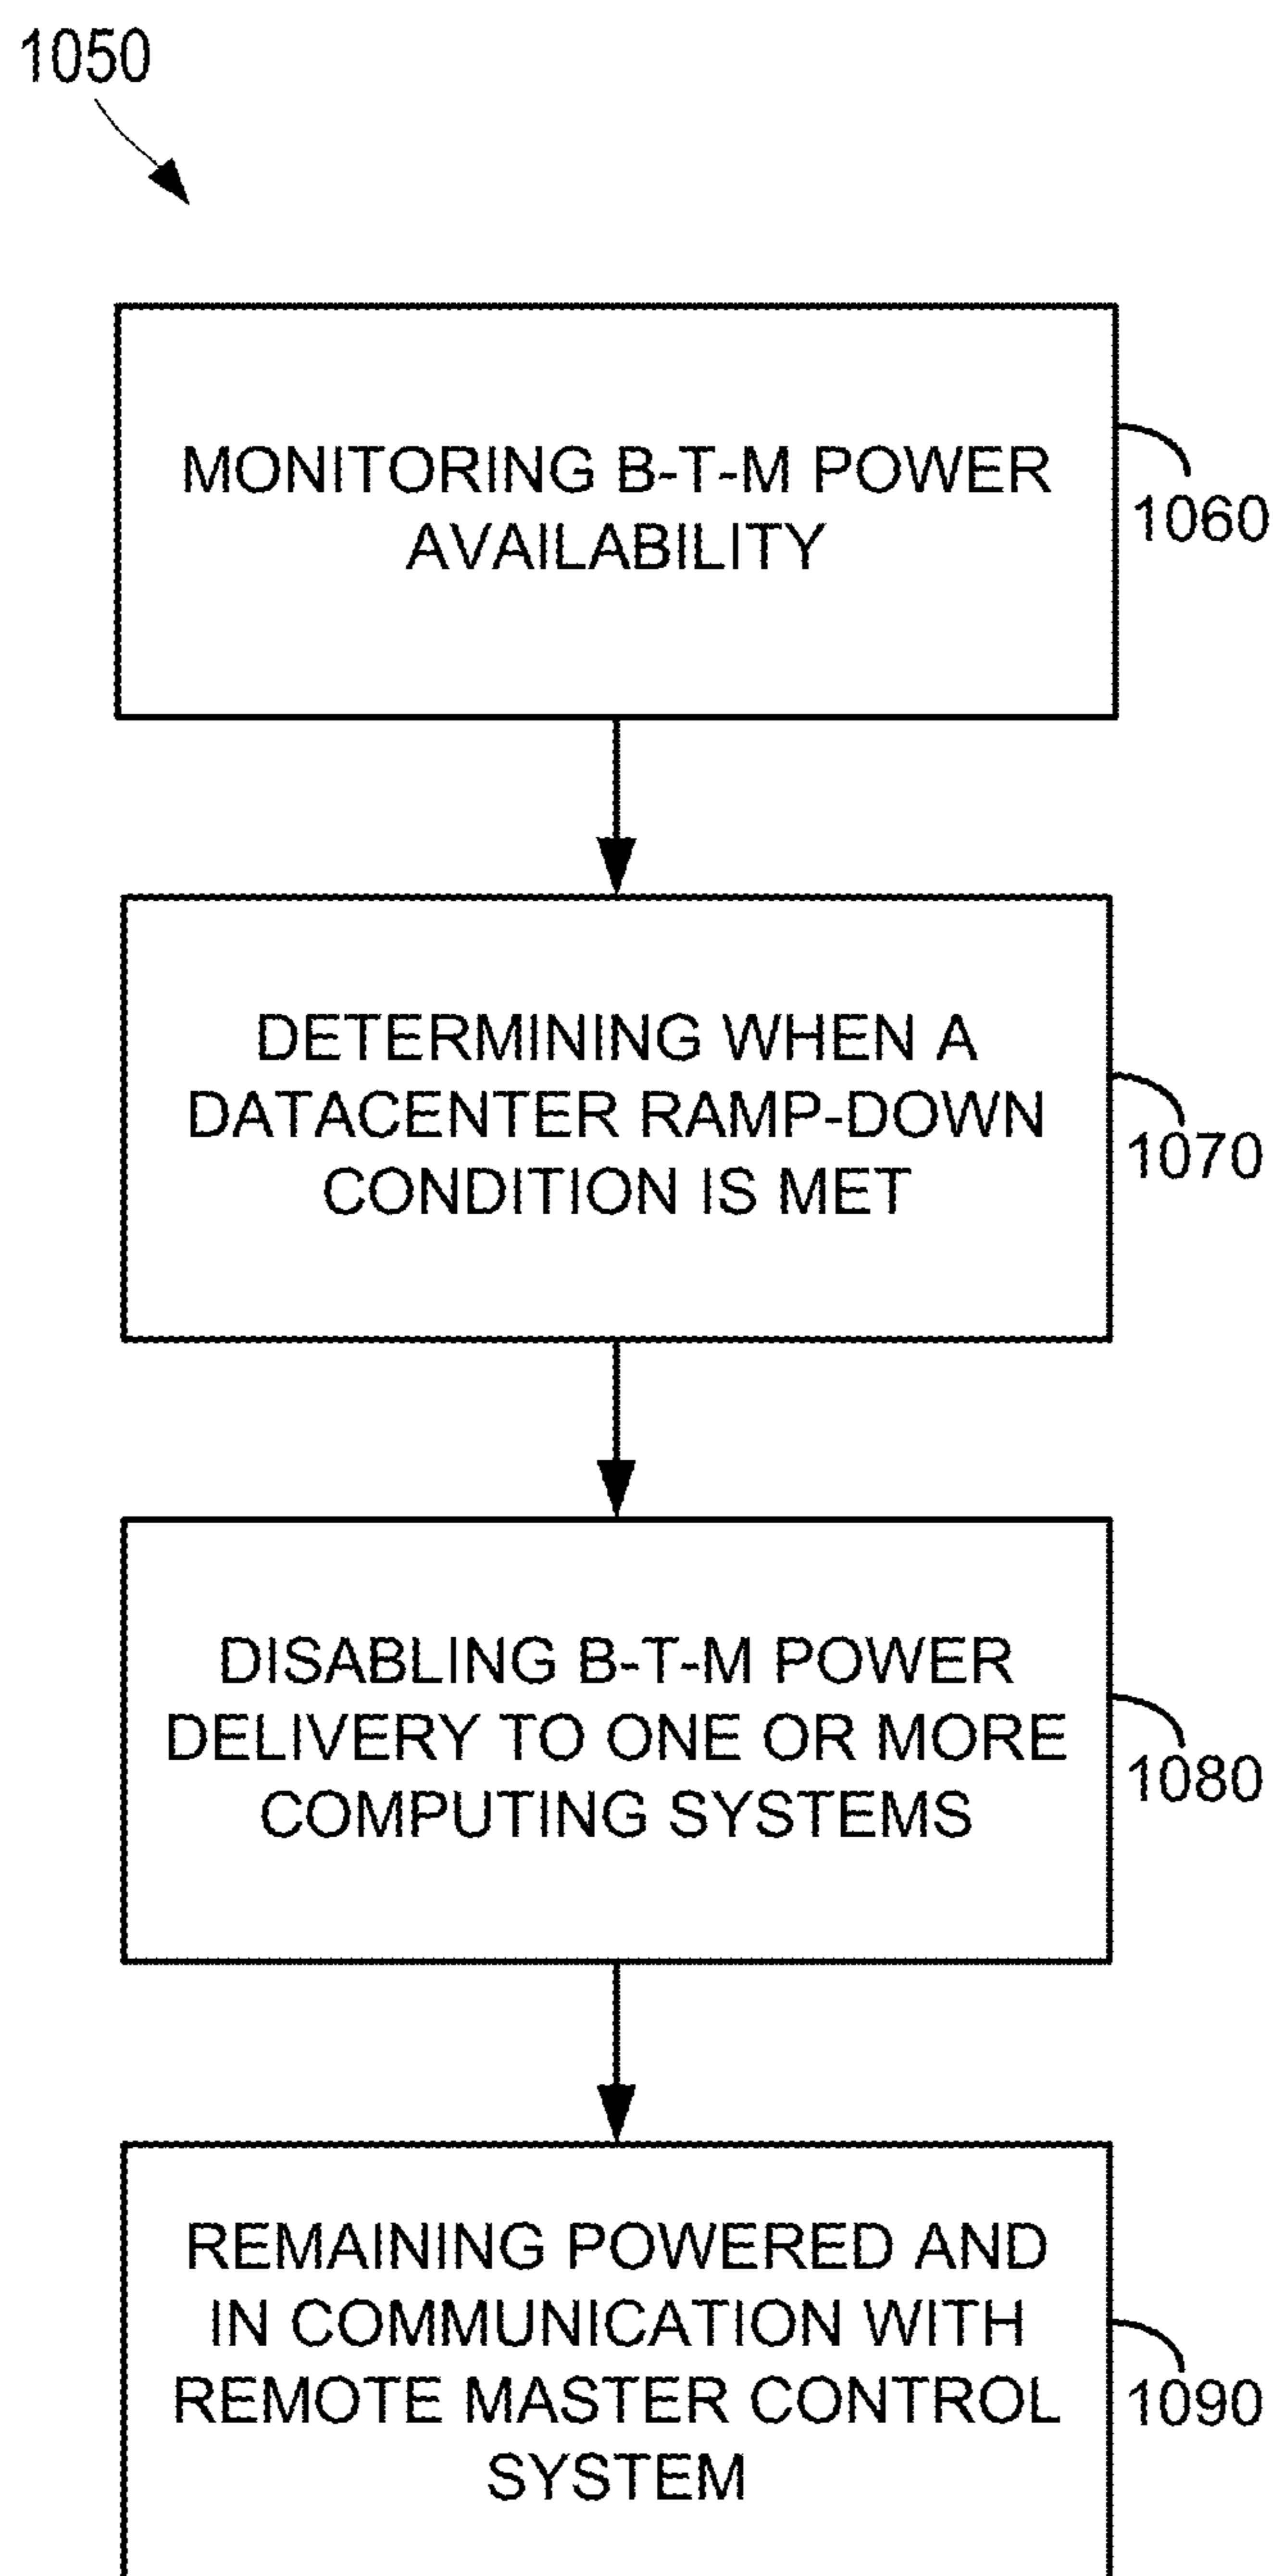 1050
MONITORING B-T-M POWER
AVAILABILITY
1060
DETERMINING WHEN A
DATACENTER RAMP-DOWN
CONDITION IS MET
1070
DISABLING B-T-M POWER
DELIVERY TO ONE OR MORE
COMPUTING SYSTEMS
1080
REMAINING POWERED AND
IN COMMUNICATION WITH
REMOTE MASTER CONTROL
SYSTEM
1090